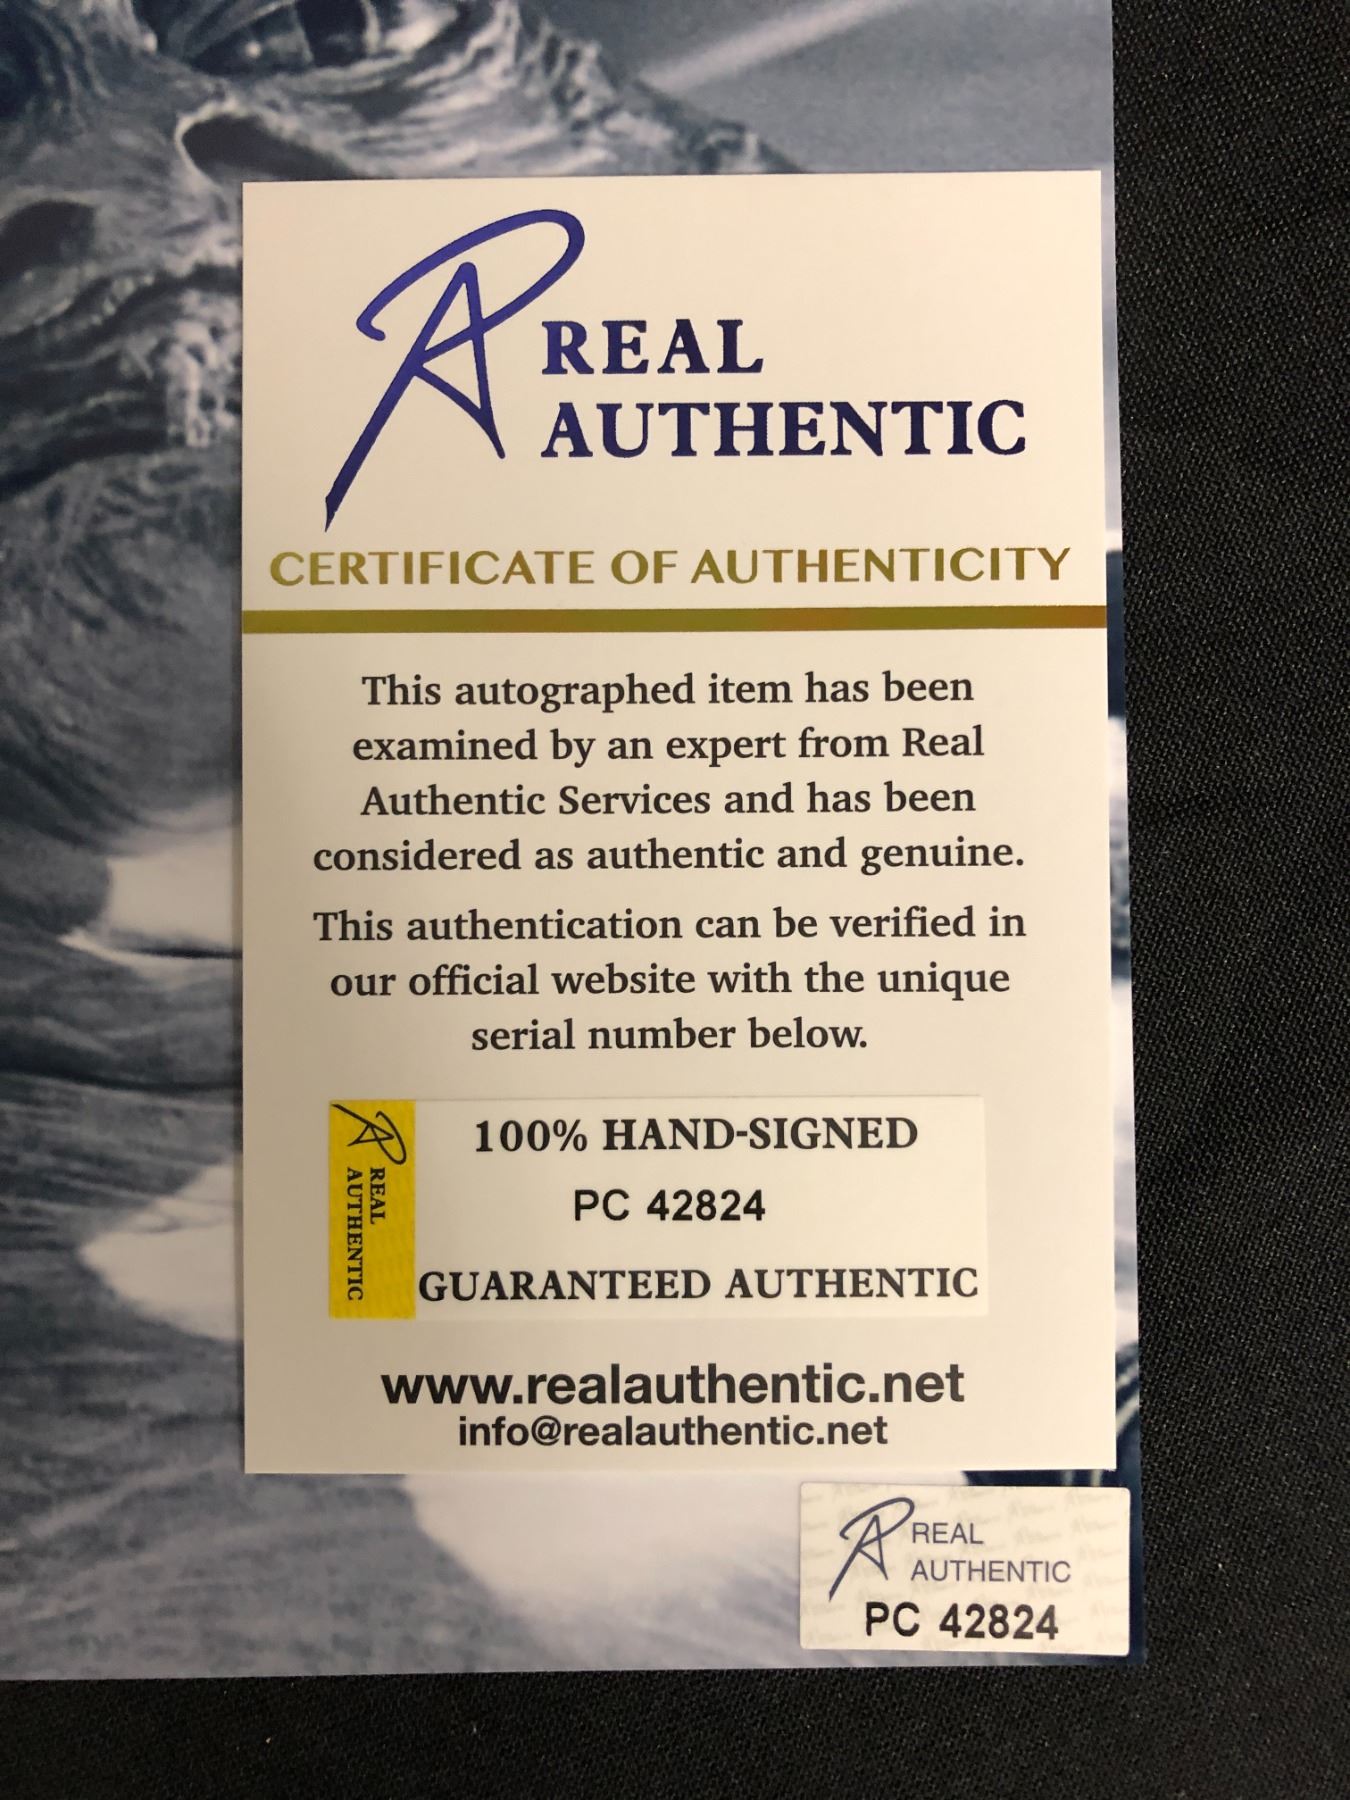 REAL
AUTHENTIC
CERTIFICATE OF AUTHENTICITY
This autographed item has been
examined by an expert from Real
Authentic Services and has been
considered as authentic and genuine.
This authentication can be verified in
our official website with the unique
serial number below.
REAL
AUTHENTIC
100% HAND-SIGNED
PC 42824
GUARANTEED AUTHENTIC
www.realauthentic.net
info@realauthentic.net
REAL
AUTHENTIC
PC 42824